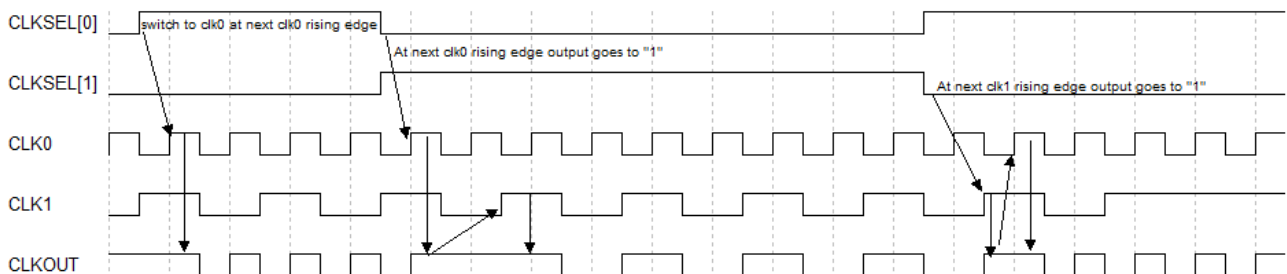 CLKSEL[0]
switch to clk0 at next clk0 rising edge
At next clk0 rising edge output goes to "1"
CLKSEL[1]
At next clk1 rising edge output goes to "1"
CLK0
CLK1
CLKOUT